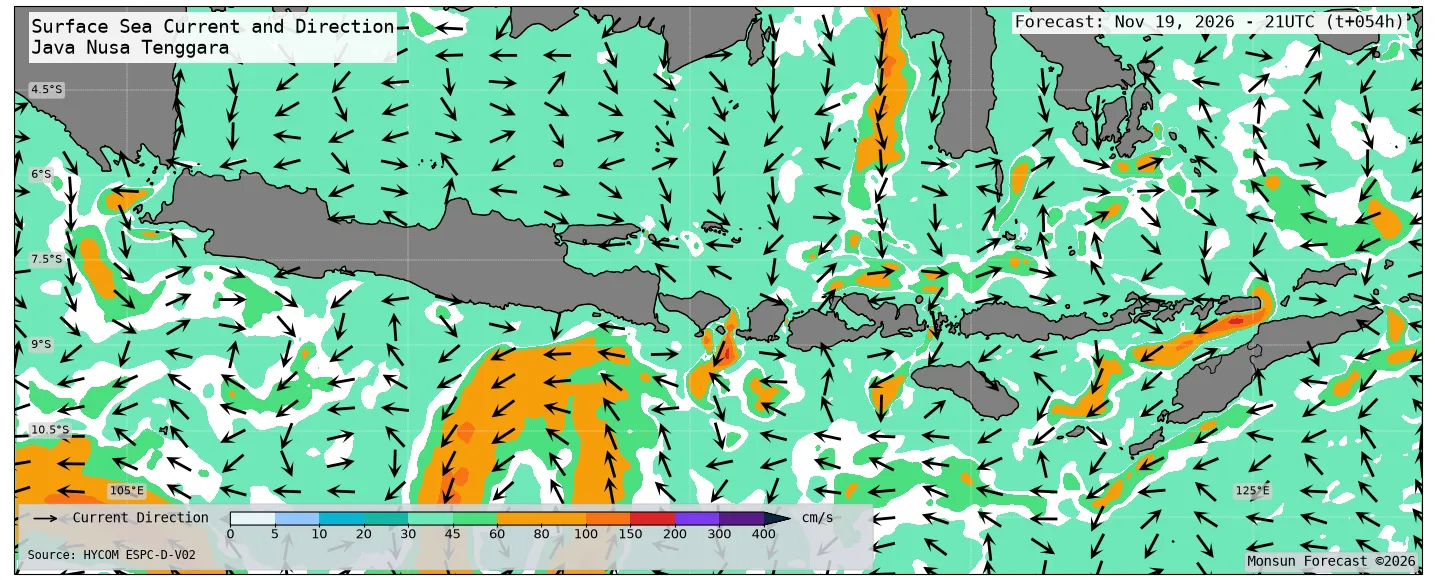 Surface Sea Current and Direction
Java Nusa Tenggara
Forecast: Nov 19, 2026 - 21UTC (t+054h)
4.5°S
6°S
7.5°S
9°S
10.5°S
105°E
125°E
Current Direction
0 5 10 20 30 45 60 80 100 150 200 300 400
cm/s
Source: HYCOM ESPC-D-V02
Monsun Forecast ©2026